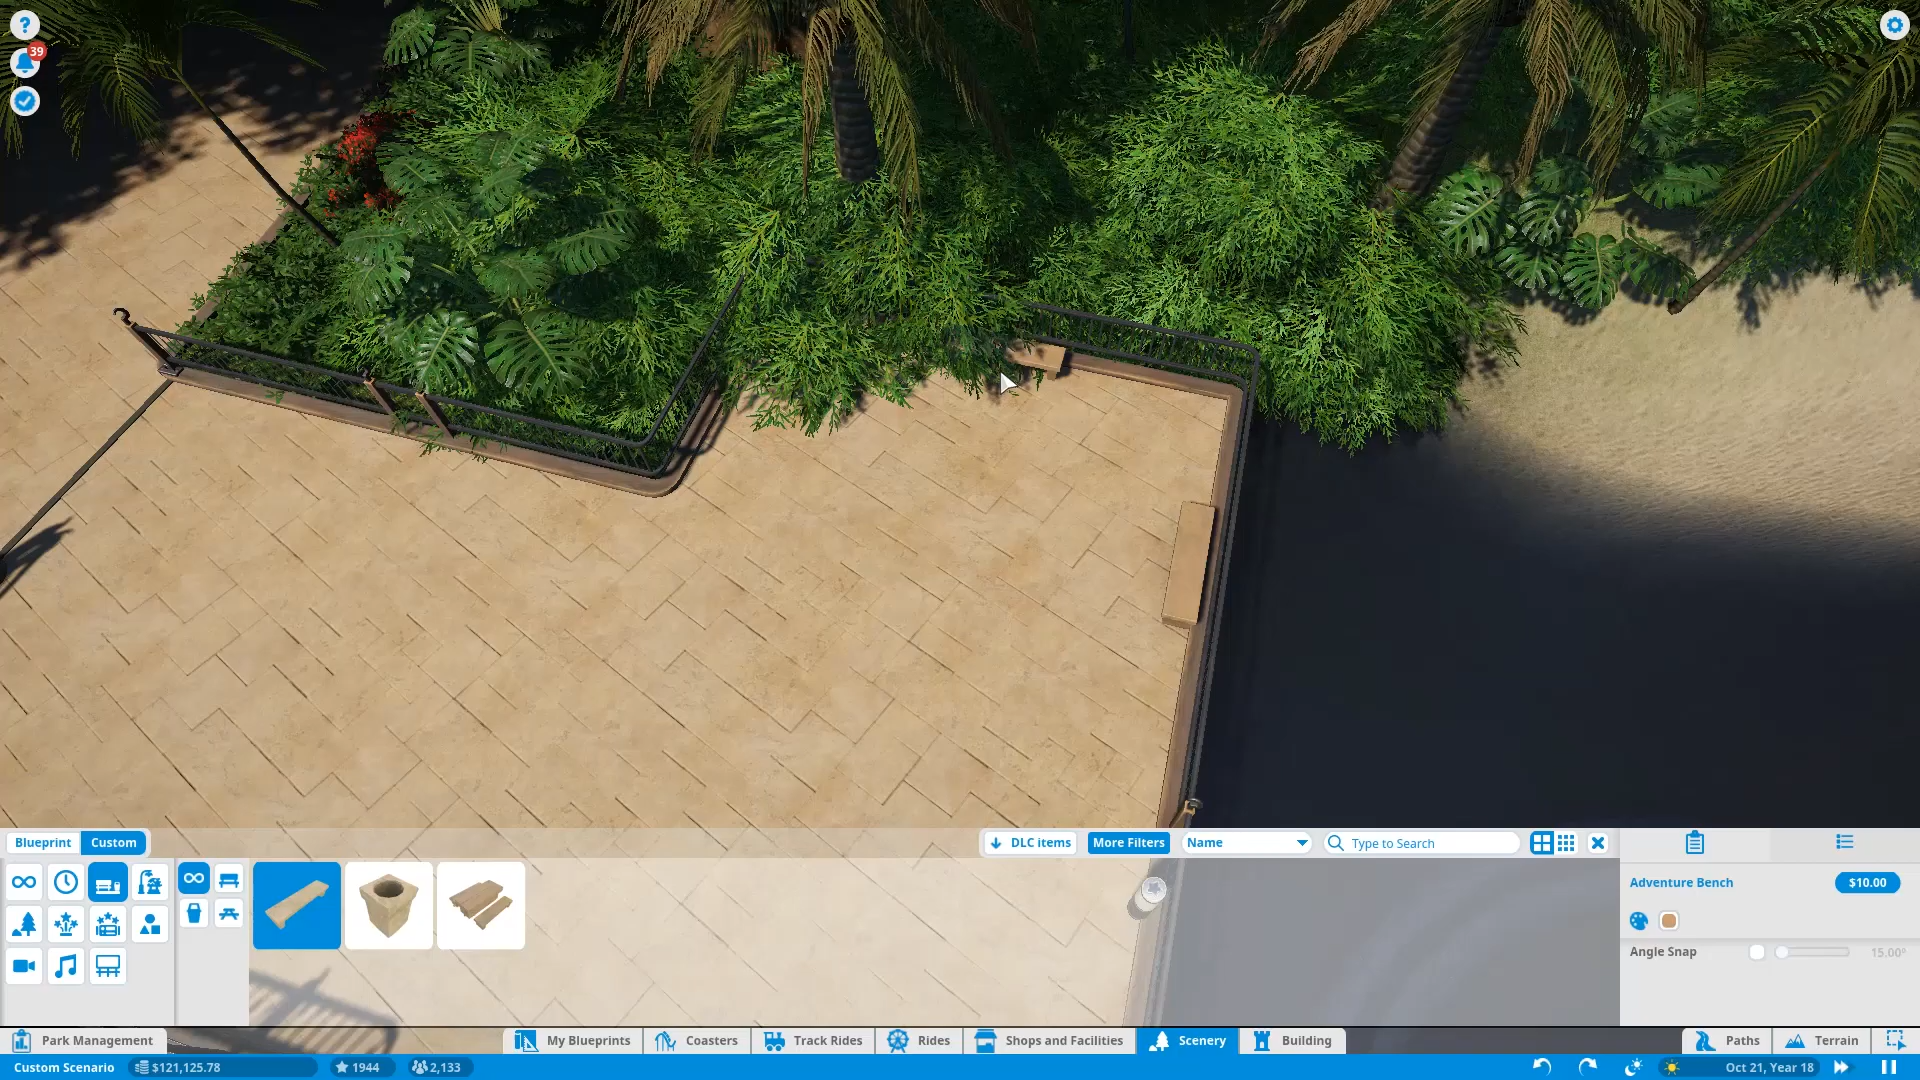 ?
39
Blueprint
Custom
DLC items
More Filters
Name
Type to Search
Adventure Bench
$10.00
Angle Snap
15.00°
Park Management
My Blueprints
Coasters
Track Rides
Rides
Shops and Facilities
Scenery
Building
Paths
Terrain
Custom Scenario
$121,125.78
1944
2,133
Oct 21, Year 18